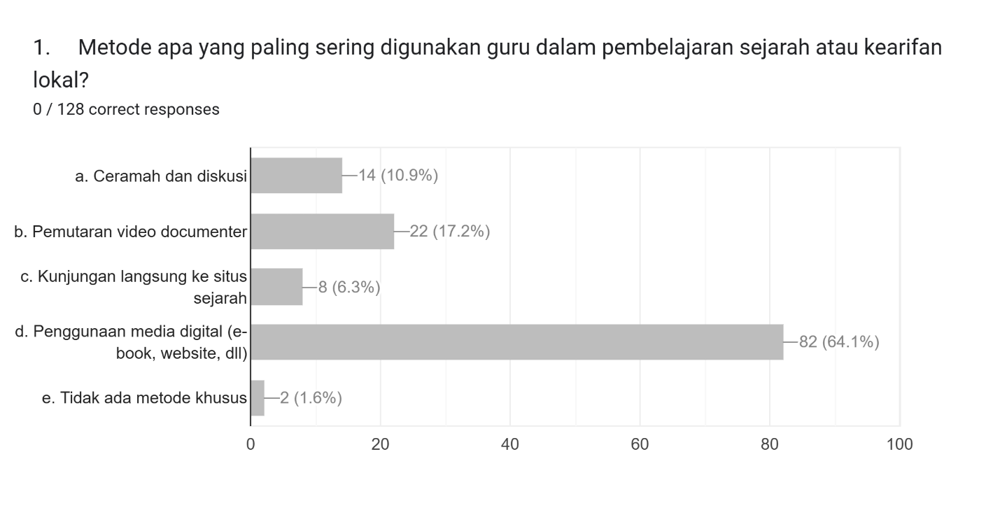 1. Metode apa yang paling sering digunakan guru dalam pembelajaran sejarah atau kearifan
lokal?
0 / 128 correct responses
a. Ceramah dan diskusi
14 (10.9%)
b. Pemutaran video documenter
22 (17.2%)
c. Kunjungan langsung ke situs
sejarah
8 (6.3%)
d. Penggunaan media digital (e-
book, website, dll)
82 (64.1%)
e. Tidak ada metode khusus
2 (1.6%)
0 20 40 60 80 100